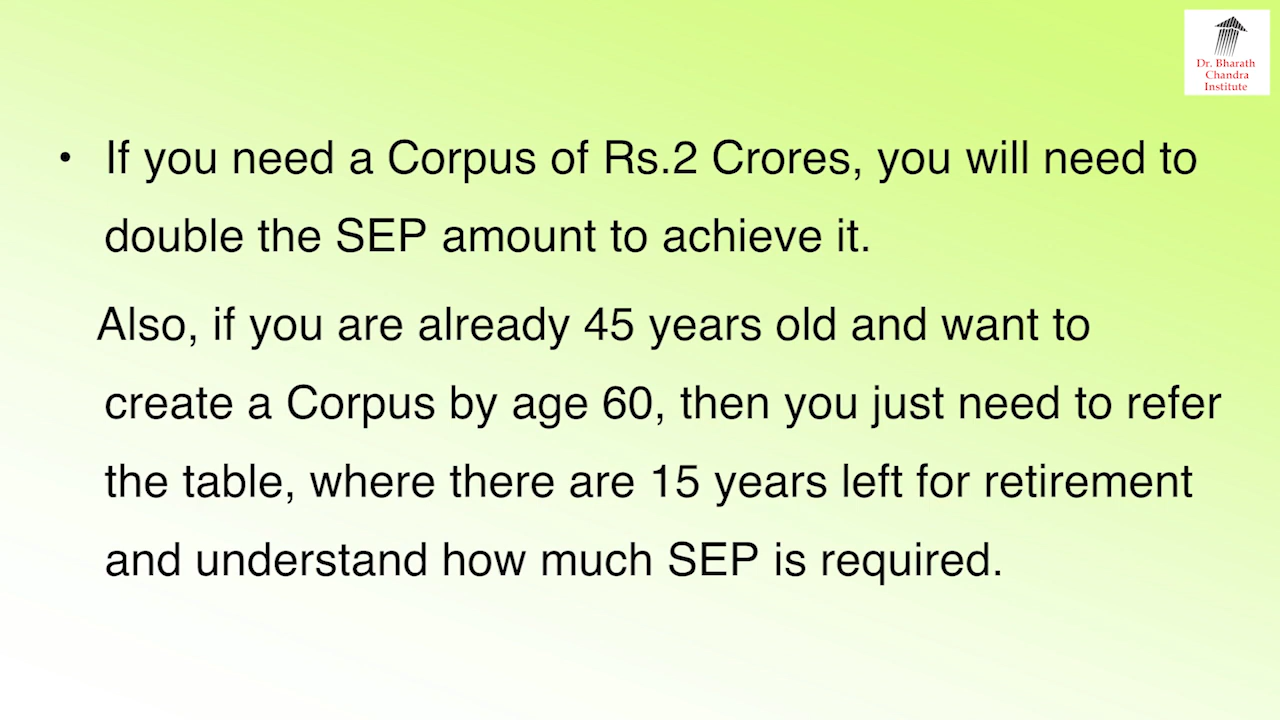 Dr. Bharath
Chandra
Institute
• If you need a Corpus of Rs.2 Crores, you will need to
double the SEP amount to achieve it.
Also, if you are already 45 years old and want to
create a Corpus by age 60, then you just need to refer
the table, where there are 15 years left for retirement
and understand how much SEP is required.